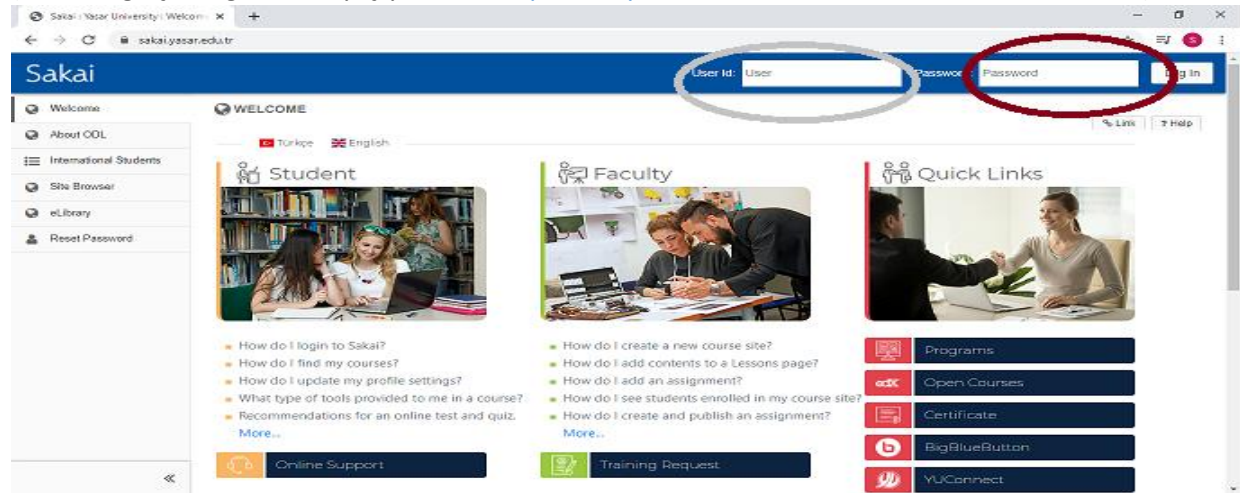 Sakai : Yasar University : Welcom
sakai.yasar.edu.tr
S
Sakai
User Id: User
Password: Password
Log In
Welcome
About ODL
International Students
Site Browser
eLibrary
Reset Password
WELCOME
Link
? Help
Türkçe
English
Student
How do I login to Sakai?
How do I find my courses?
How do I update my profile settings?
What type of tools provided to me in a course?
Recommendations for an online test and quiz.
More..
Online Support
Faculty
How do I create a new course site?
How do I add contents to a Lessons page?
How do I add an assignment?
How do I see students enrolled in my course site?
How do I create and publish an assignment?
More..
Training Request
Quick Links
Programs
edX Open Courses
Certificate
b BigBlueButton
YUConnect